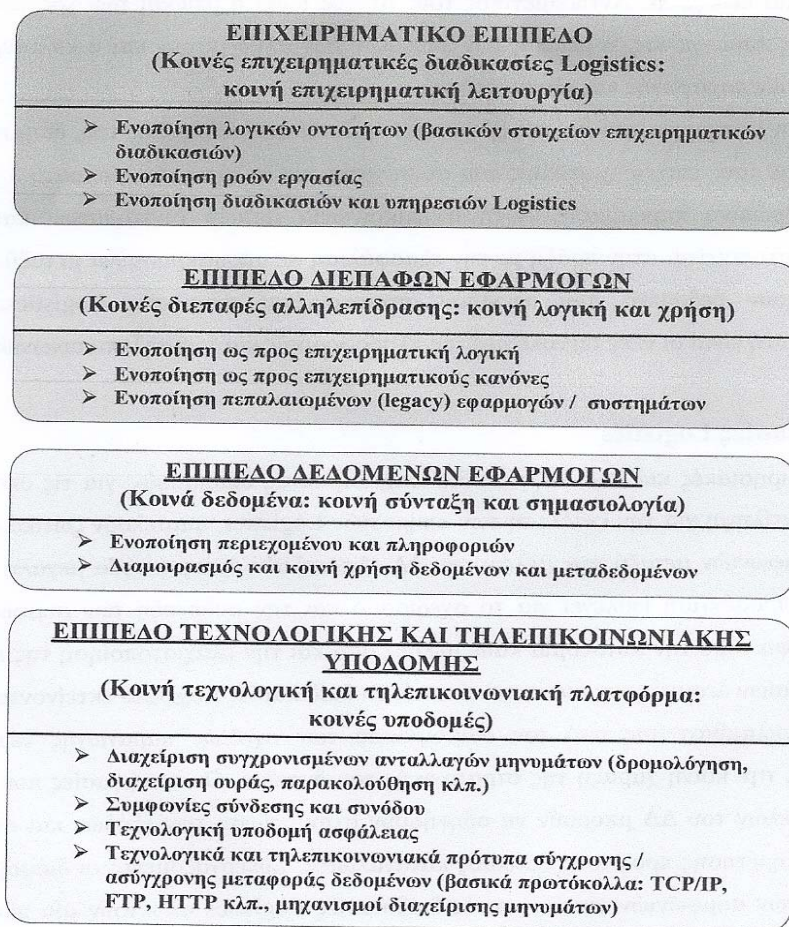 ΕΠΙΧΕΙΡΗΜΑΤΙΚΟ ΕΠΙΠΕΔΟ
(Κοινές επιχειρηματικές διαδικασίες Logistics:
κοινή επιχειρηματική λειτουργία)
➢ Ενοποίηση λογικών οντοτήτων (βασικών στοιχείων επιχειρηματικών
διαδικασιών)
➢ Ενοποίηση ροών εργασίας
➢ Ενοποίηση διαδικασιών και υπηρεσιών Logistics
ΕΠΙΠΕΔΟ ΔΙΕΠΑΦΩΝ ΕΦΑΡΜΟΓΩΝ
(Κοινές διεπαφές αλληλεπίδρασης: κοινή λογική και χρήση)
➢ Ενοποίηση ως προς επιχειρηματική λογική
➢ Ενοποίηση ως προς επιχειρηματικούς κανόνες
➢ Ενοποίηση πεπαλαιωμένων (legacy) εφαρμογών / συστημάτων
ΕΠΙΠΕΔΟ ΔΕΔΟΜΕΝΩΝ ΕΦΑΡΜΟΓΩΝ
(Κοινά δεδομένα: κοινή σύνταξη και σημασιολογία)
➢ Ενοποίηση περιεχομένου και πληροφοριών
➢ Διαμοιρασμός και κοινή χρήση δεδομένων και μεταδεδομένων
ΕΠΙΠΕΔΟ ΤΕΧΝΟΛΟΓΙΚΗΣ ΚΑΙ ΤΗΛΕΠΙΚΟΙΝΩΝΙΑΚΗΣ
ΥΠΟΔΟΜΗΣ
(Κοινή τεχνολογική και τηλεπικοινωνιακή πλατφόρμα:
κοινές υποδομές)
➢ Διαχείριση συγχρονισμένων ανταλλαγών μηνυμάτων (δρομολόγηση,
διαχείριση ουράς, παρακολούθηση κλπ.)
➢ Συμφωνίες σύνδεσης και συνόδου
➢ Τεχνολογική υποδομή ασφάλειας
➢ Τεχνολογικά και τηλεπικοινωνιακά πρότυπα σύγχρονης /
ασύγχρονης μεταφοράς δεδομένων (βασικά πρωτόκολλα: TCP/IP,
FTP, HTTP κλπ., μηχανισμοί διαχείρισης μηνυμάτων)